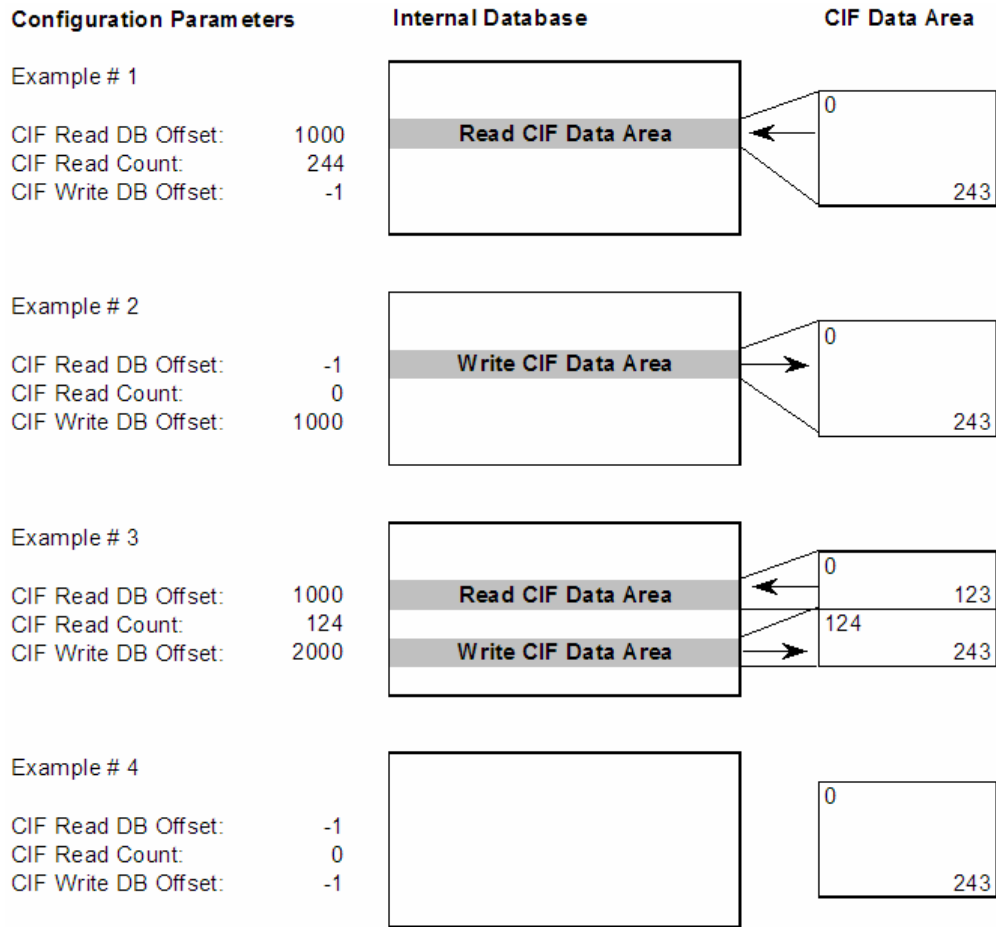 Configuration Parameters Internal Database CIF Data Area
Example # 1
0
CIF Read DB Offset: 1000 Read CIF Data Area
CIF Read Count: 244
CIF Write DB Offset: -1 243
Example # 2
0
CIF Read DB Offset: -1 Write CIF Data Area
CIF Read Count: 0
CIF Write DB Offset: 1000 243
Example # 3
0
CIF Read DB Offset: 1000 Read CIF Data Area 123
CIF Read Count: 124 124
CIF Write DB Offset: 2000 Write CIF Data Area 243
Example # 4
0
CIF Read DB Offset: -1
CIF Read Count: 0
CIF Write DB Offset: -1 243